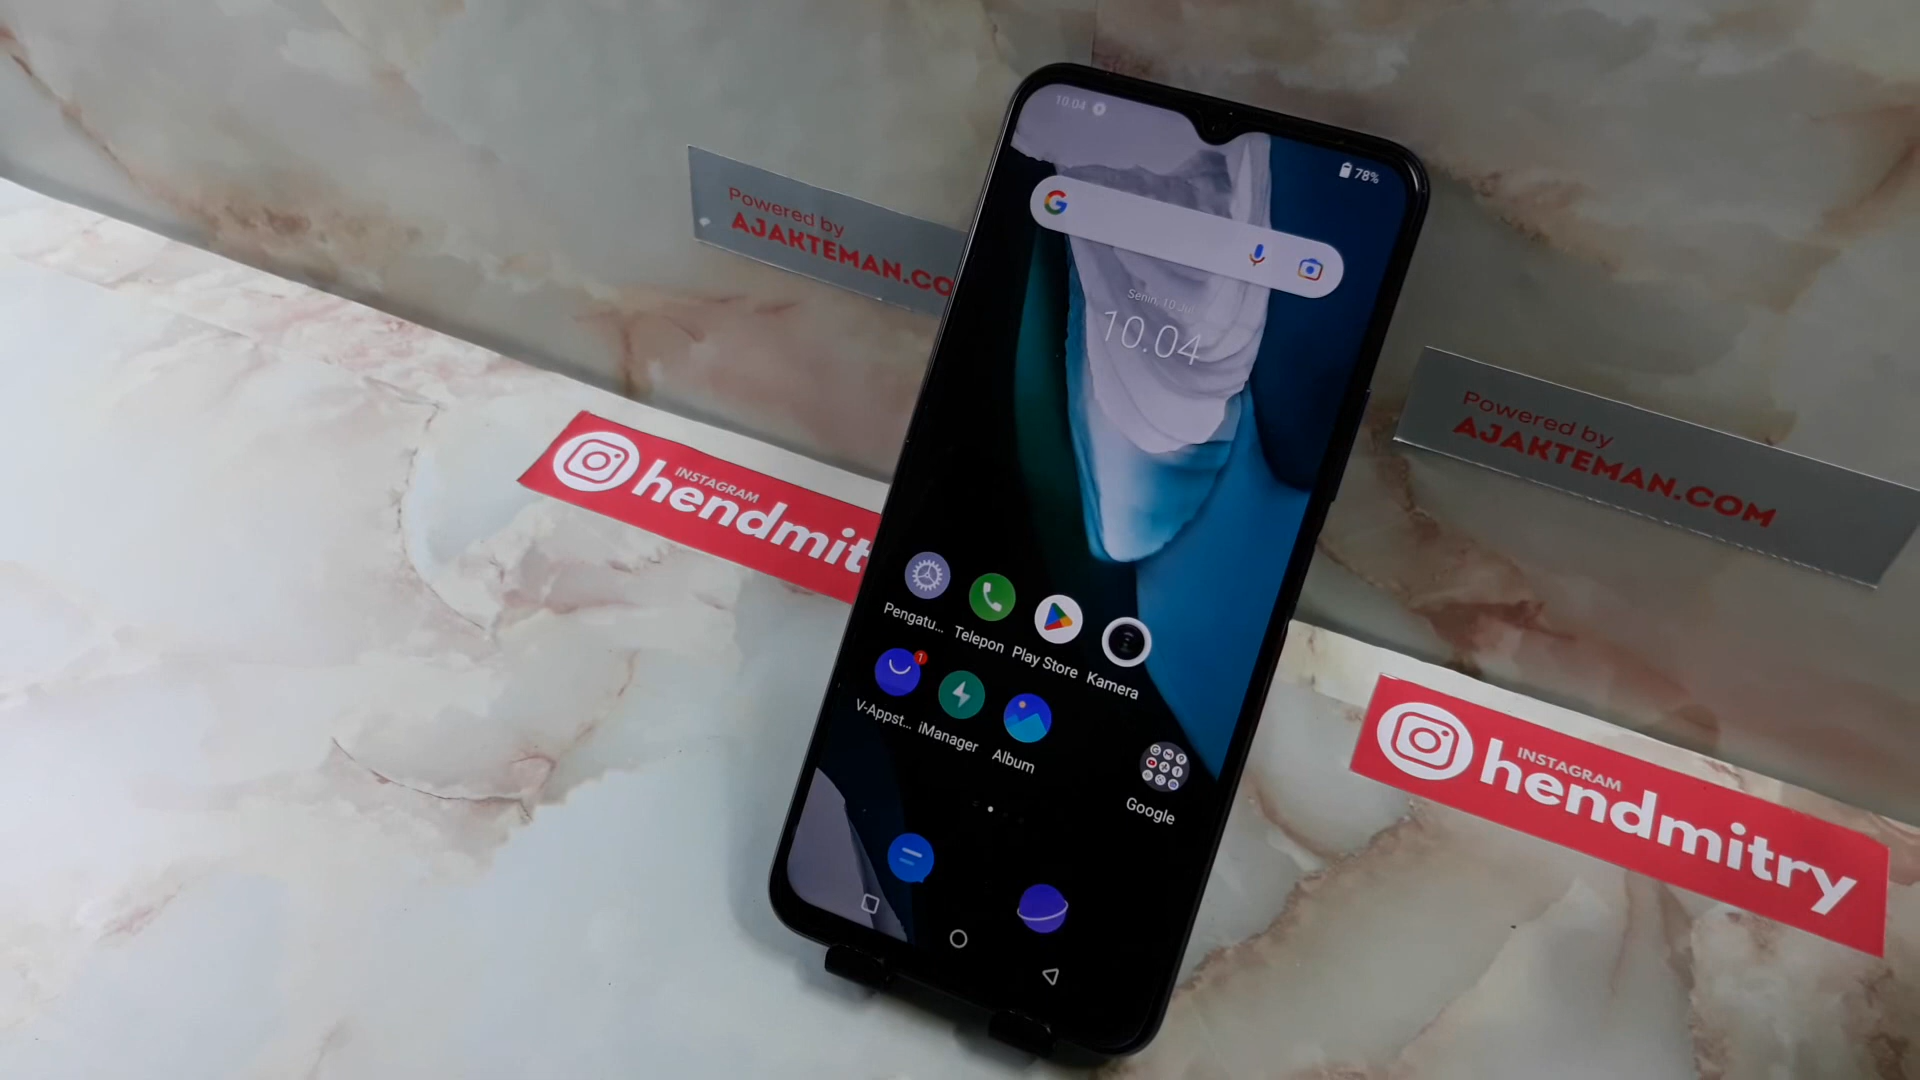 10.04
78%
Senin, 10 Jul
10.04
Pengatu...
Telepon
Play Store
Kamera
1
V-Appst...
iManager
Album
Google
Powered by
AJAKTEMAN.CO
INSTAGRAM
hendmit
Powered by
AJAKTEMAN.COM
INSTAGRAM
hendmitry